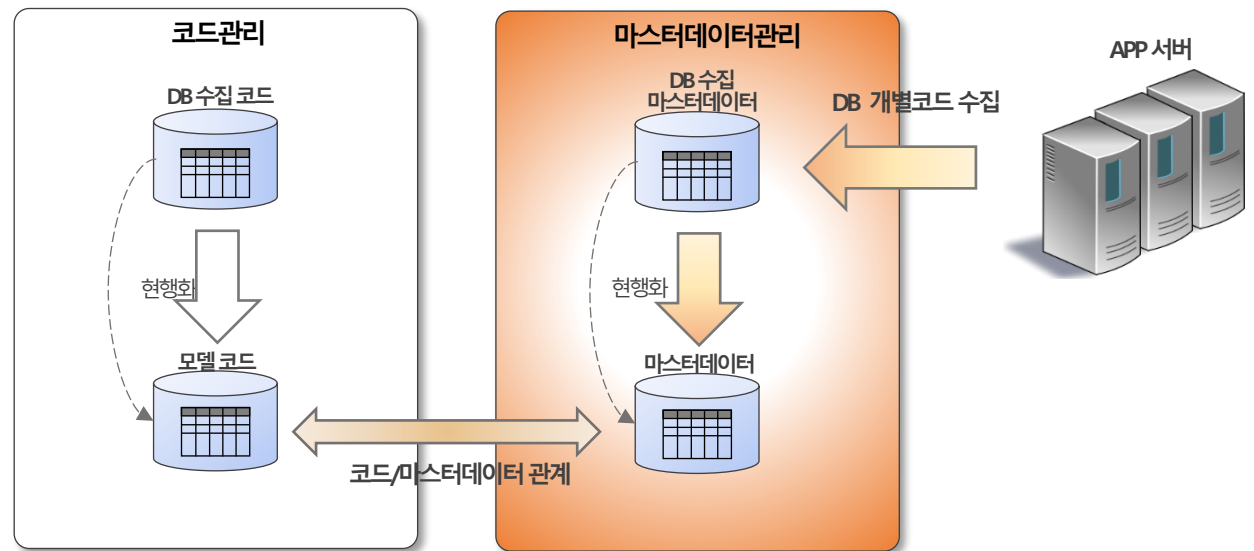 코드관리
마스터데이터관리
APP 서버
DB 수집 코드
DB 수집
마스터데이터
DB 개별코드 수집
현행화
현행화
모델 코드
마스터데이터
코드/마스터데이터 관계